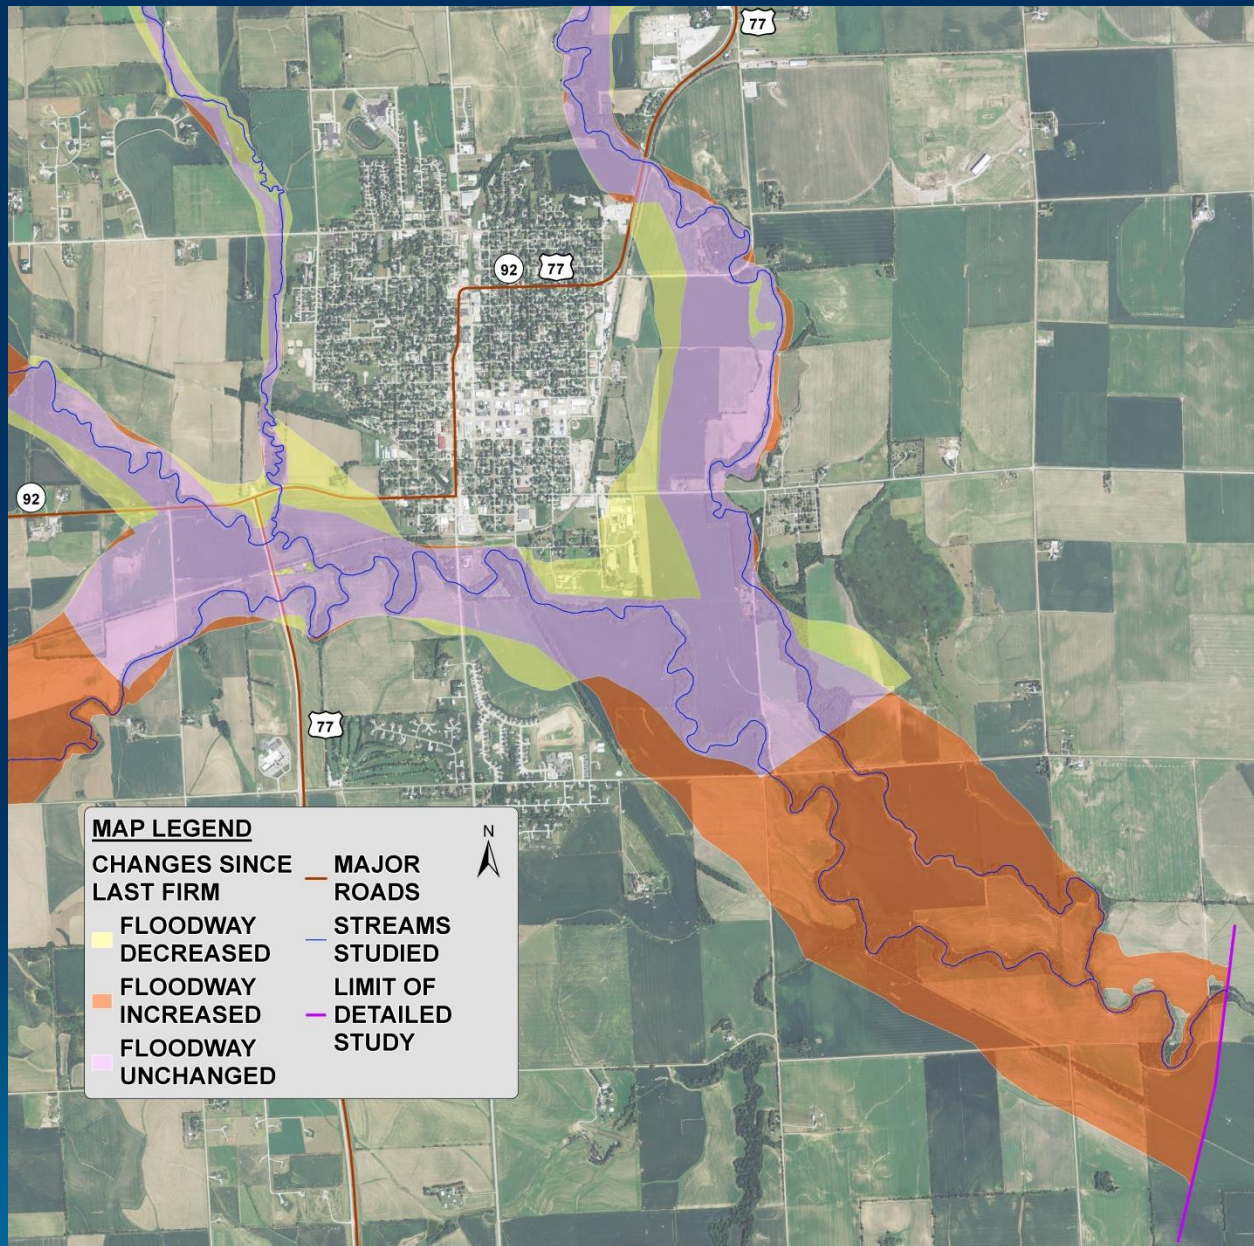 77
92
77
92
77
MAP LEGEND
N
CHANGES SINCE
LAST FIRM
FLOODWAY
DECREASED
FLOODWAY
INCREASED
FLOODWAY
UNCHANGED
MAJOR
ROADS
STREAMS
STUDIED
LIMIT OF
DETAILED
STUDY